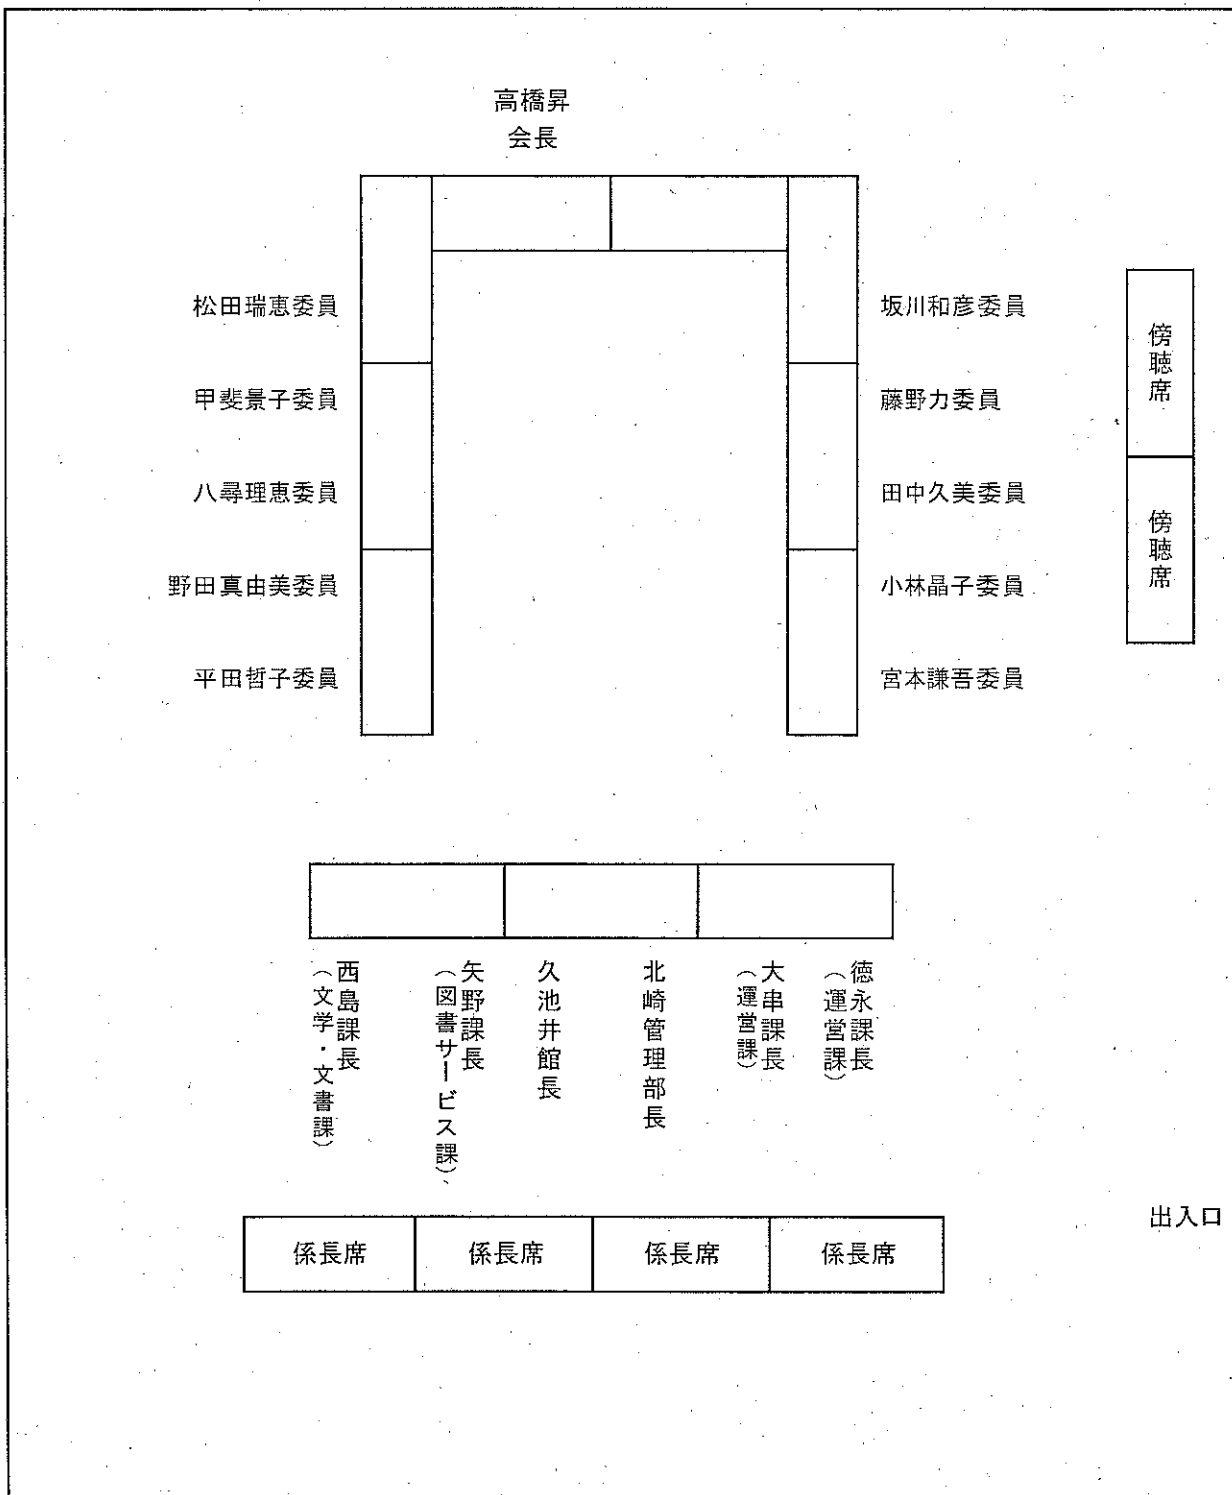 高橋昇
会長
松田瑞恵委員
甲斐景子委員
八尋理恵委員
野田真由美委員
平田哲子委員
坂川和彦委員
藤野力委員
田中久美委員
小林晶子委員
宮本謙吾委員
傍聴席
傍聴席
西島課長
（文学・文書課）
矢野課長
（図書サービス課）
久池井館長
北崎管理部長
大串課長
（運営課）
徳永課長
（運営課）
係長席
係長席
係長席
係長席
出入口